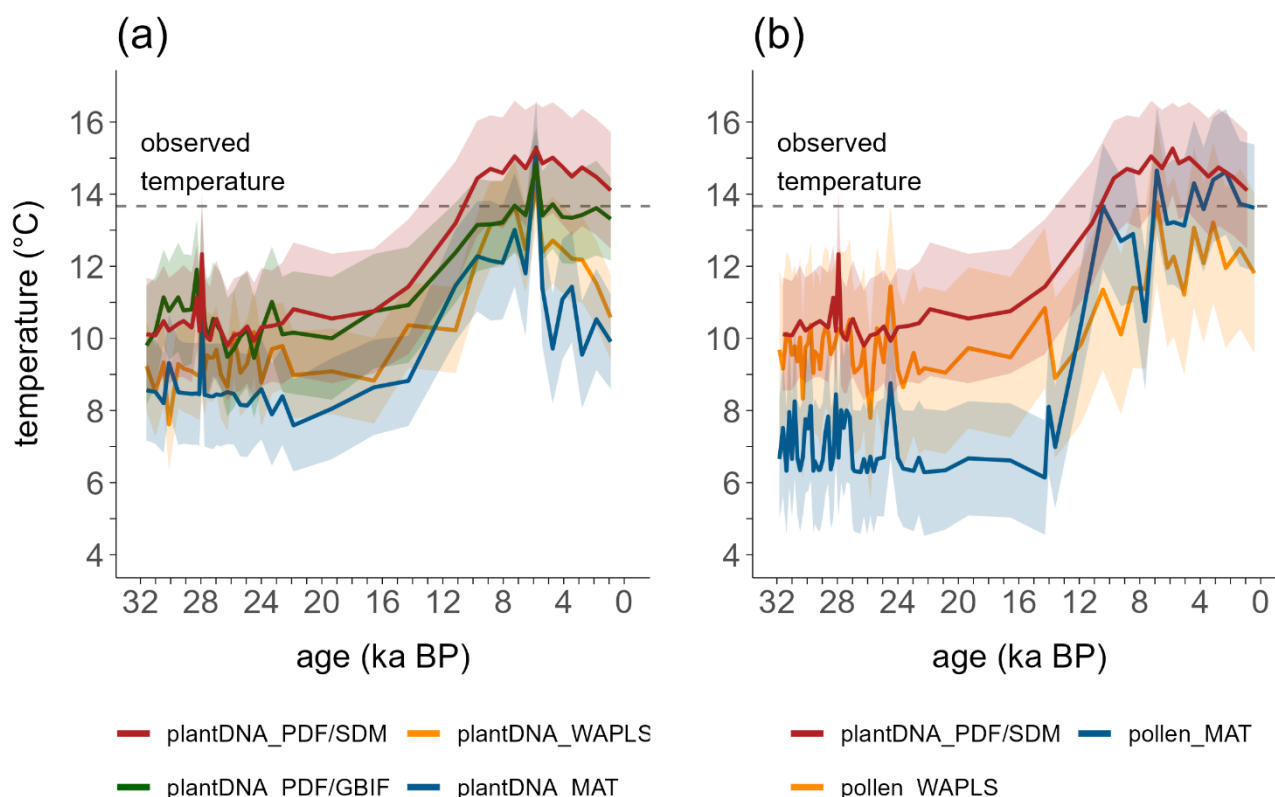 (a)
(b)
temperature (°C)
16
14
12
10
8
6
4
observed
temperature
32 28 24 20 16 12 8 4 0
age (ka BP)
16
14
12
10
8
6
4
observed
temperature
32 28 24 20 16 12 8 4 0
age (ka BP)
plantDNA_PDF/SDM plantDNA_WAPLS
plantDNA_PDF/GBIF plantDNA_MAT
plantDNA_PDF/SDM pollen_MAT
pollen_WAPLS